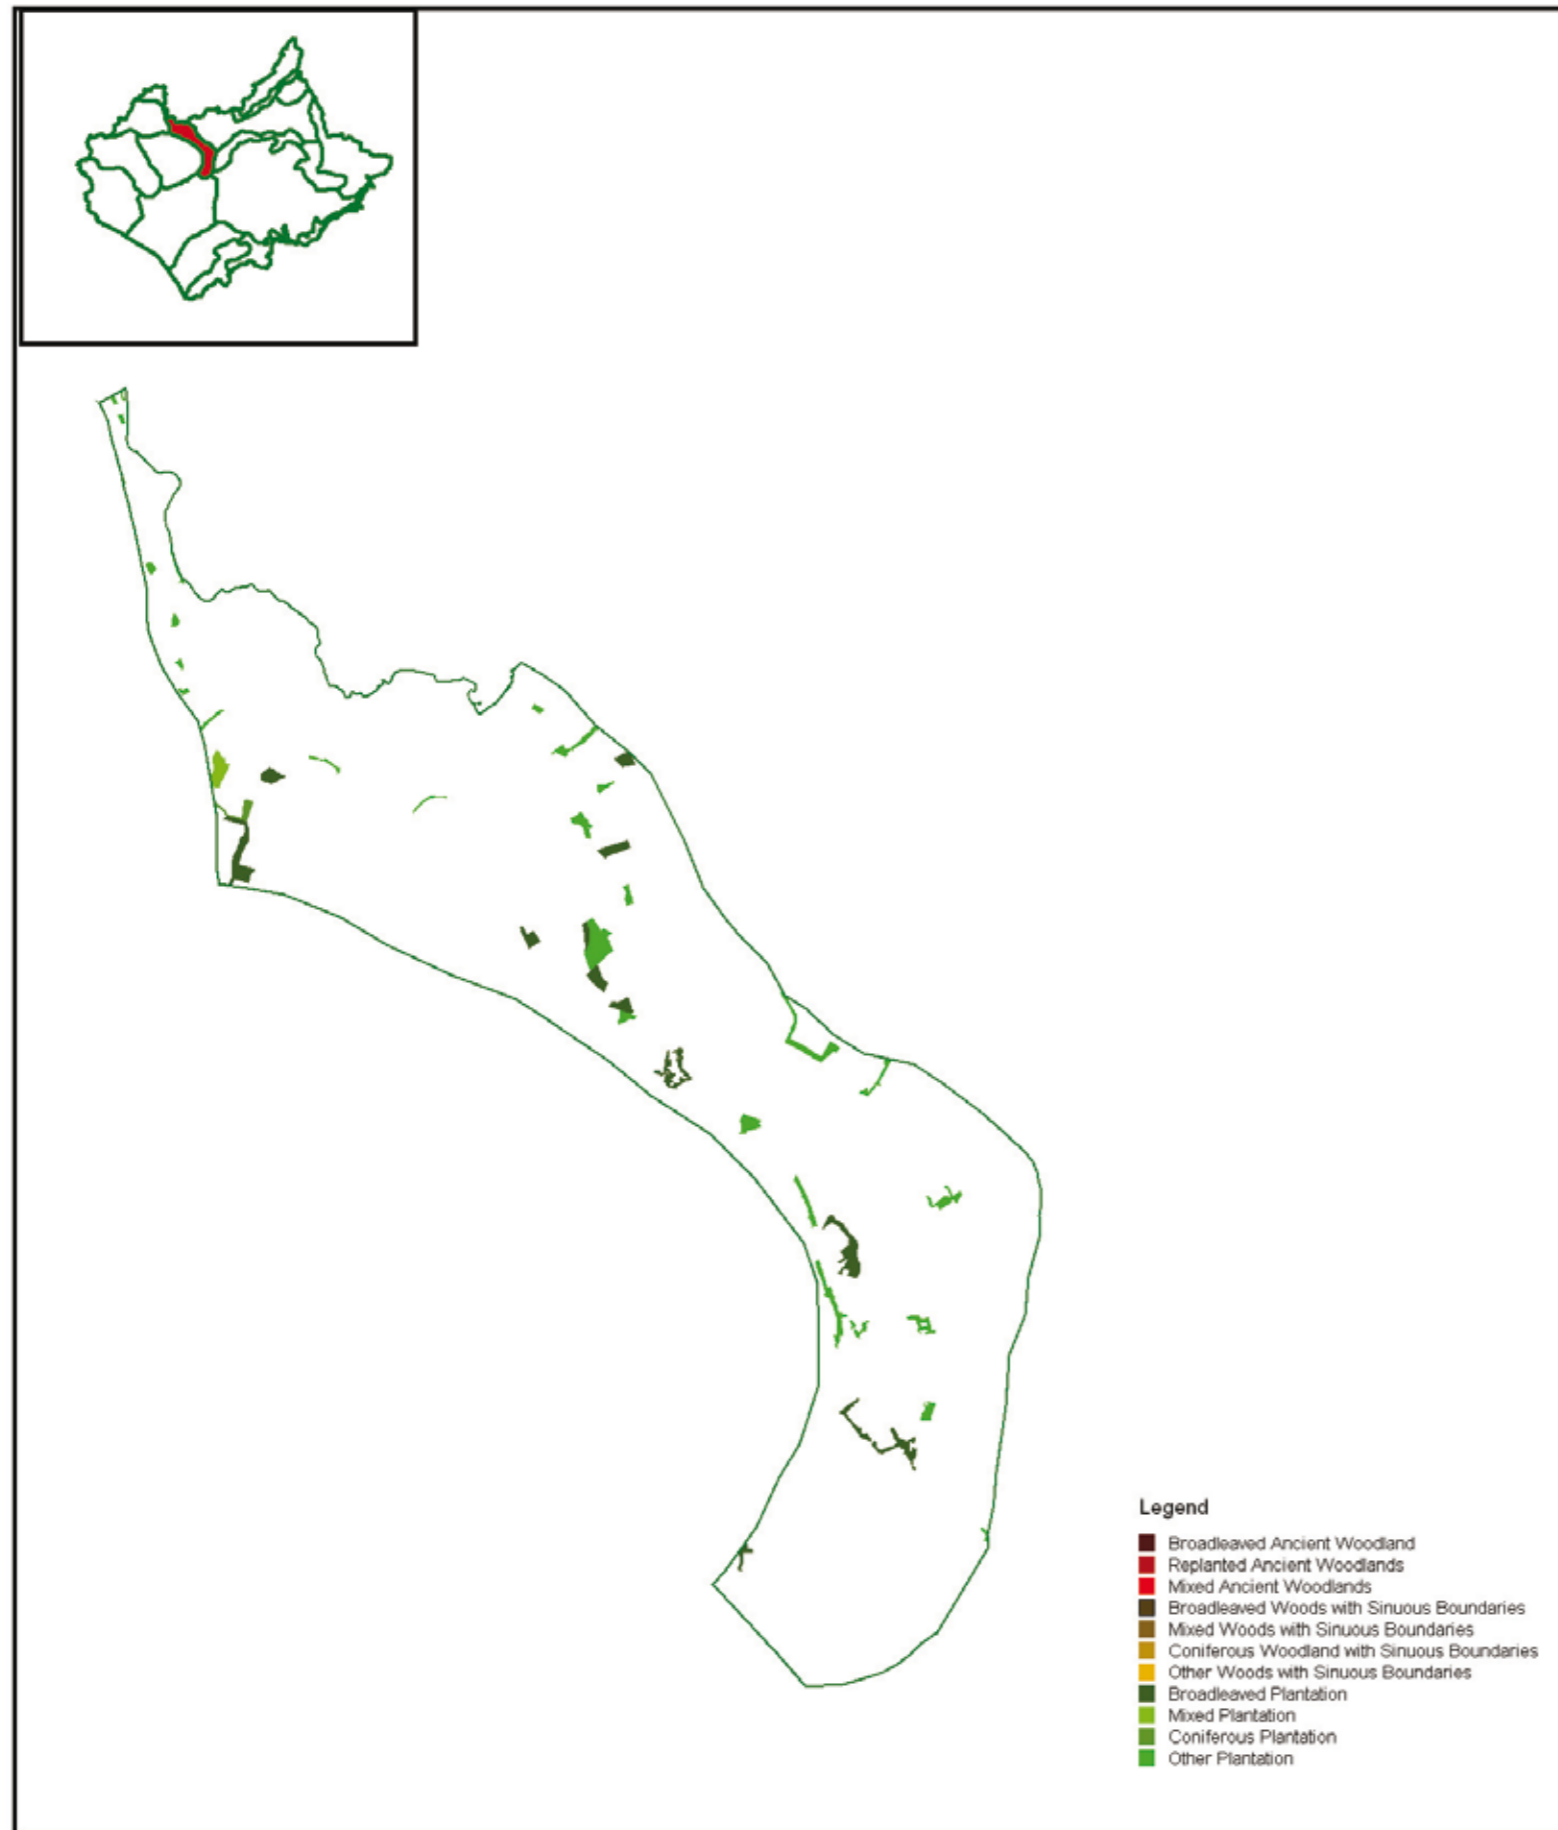 Legend
Broadleaved Ancient Woodland
Replanted Ancient Woodlands
Mixed Ancient Woodlands
Broadleaved Woods with Sinuous Boundaries
Mixed Woods with Sinuous Boundaries
Coniferous Woodland with Sinuous Boundaries
Other Woods with Sinuous Boundaries
Broadleaved Plantation
Mixed Plantation
Coniferous Plantation
Other Plantation